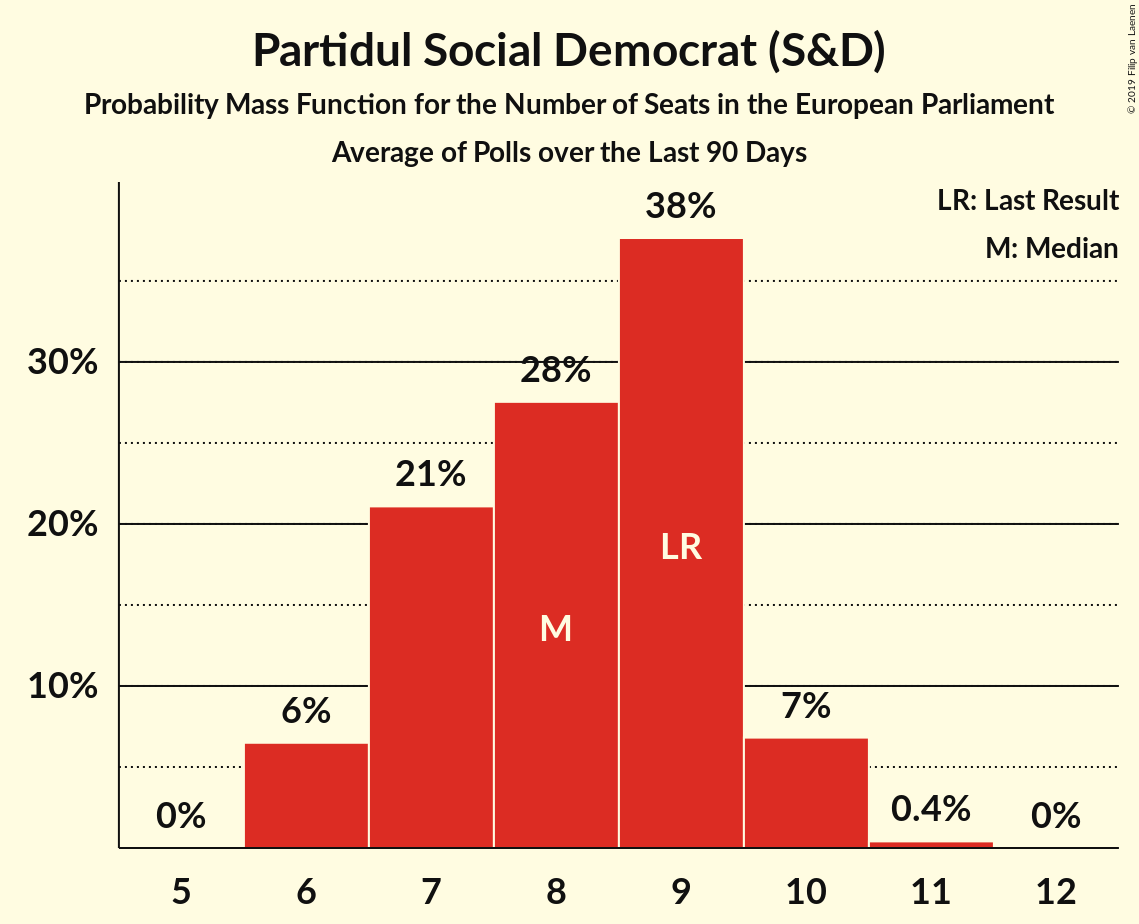 Partidul Social Democrat (S&D)
Probability Mass Function for the Number of Seats in the European Parliament
Average of Polls over the Last 90 Days
© 2019 Filip van Laenen
LR: Last Result
M: Median
38%
30%
28%
21%
20%
LR
M
10%
6%
7%
0%
0.4%
0%
5 6 7 8 9 10 11 12